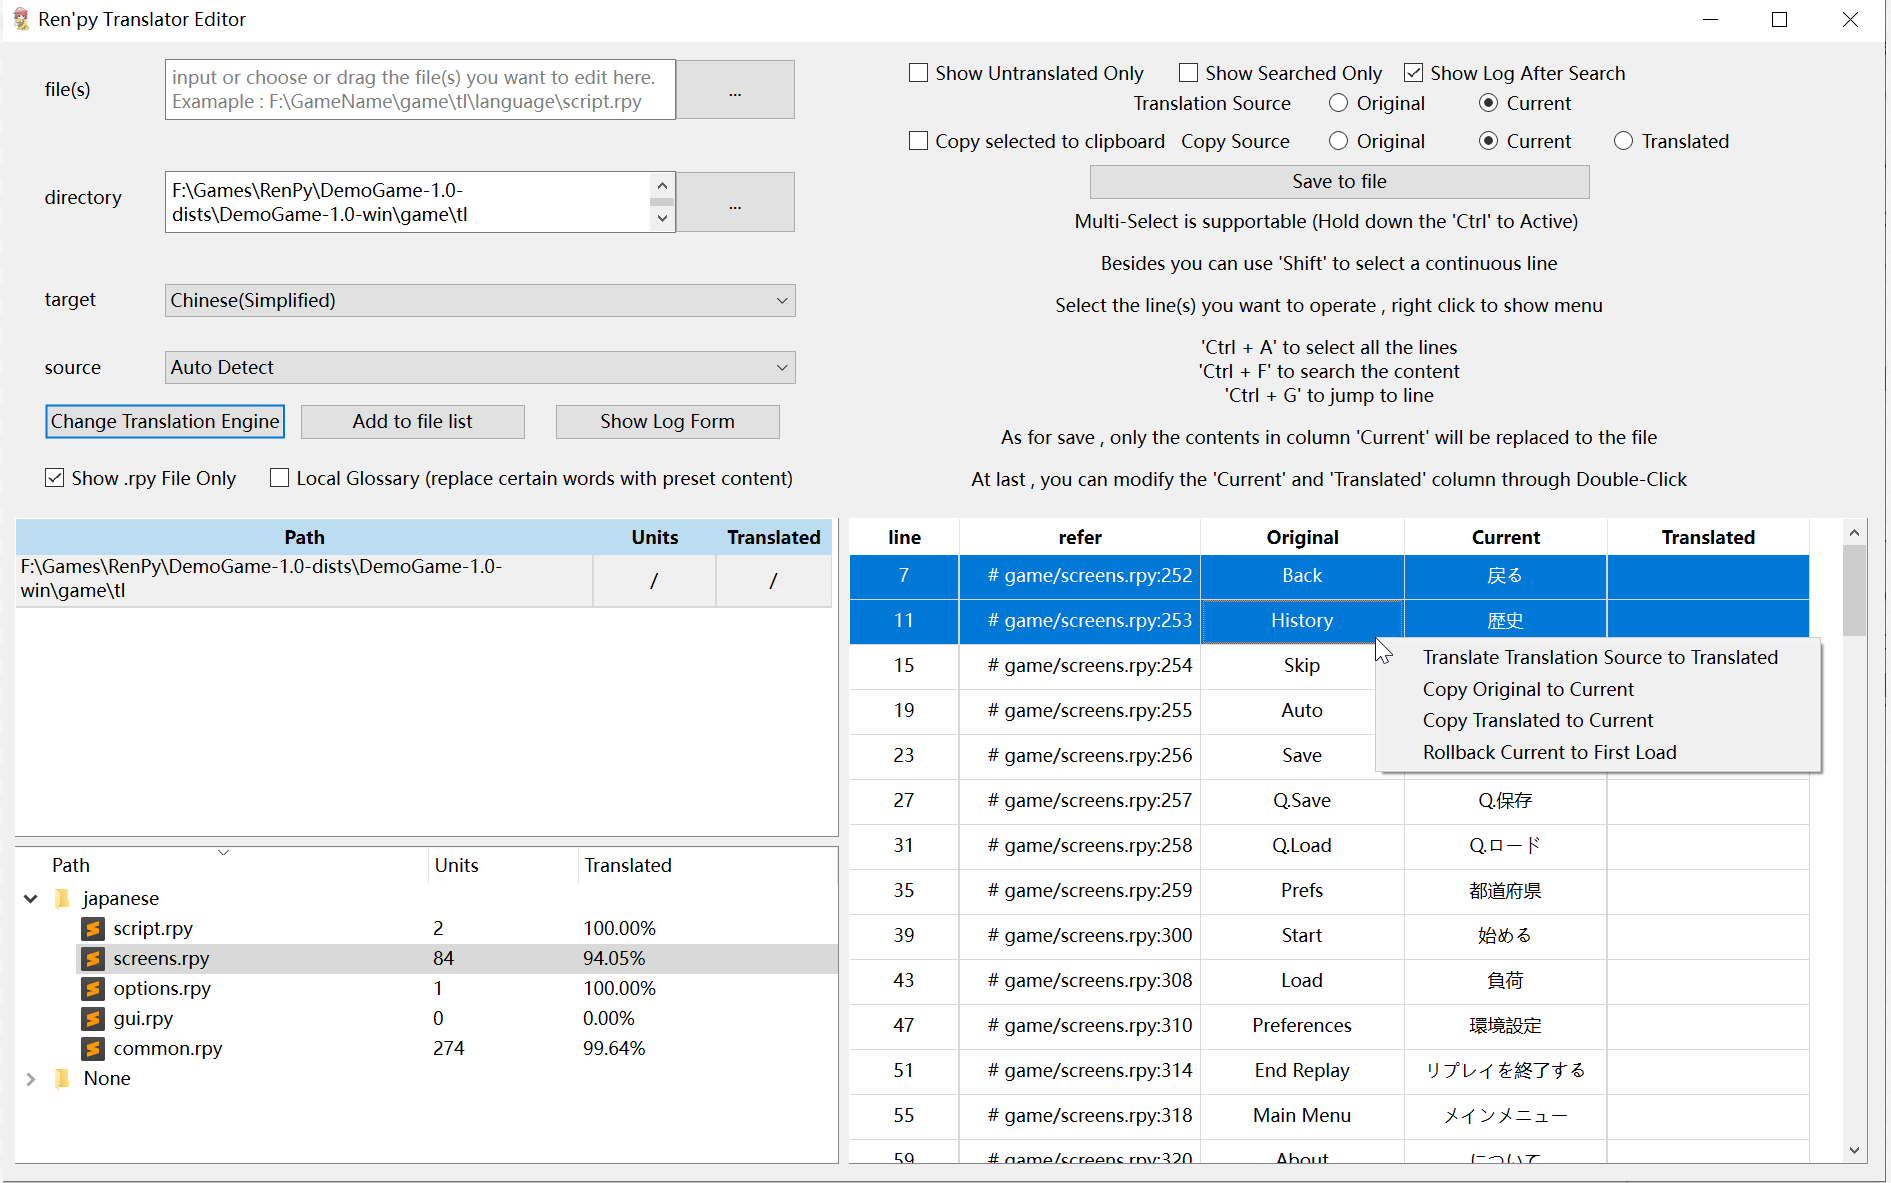 Ren'py Translator Editor
file(s)
input or choose or drag the file(s) you want to edit here.
Examaple : F:\GameName\game\tl\language\script.rpy
...
directory
F:\Games\RenPy\DemoGame-1.0-
dists\DemoGame-1.0-win\game\tl
...
target
Chinese(Simplified)
source
Auto Detect
Change Translation Engine
Add to file list
Show Log Form
Show .rpy File Only
Local Glossary (replace certain words with preset content)
Show Untranslated Only
Show Searched Only
Show Log After Search
Translation Source
Original
Current
Copy selected to clipboard
Copy Source
Original
Current
Translated
Save to file
Multi-Select is supportable (Hold down the 'Ctrl' to Active)
Besides you can use 'Shift' to select a continuous line
Select the line(s) you want to operate , right click to show menu
'Ctrl + A' to select all the lines
'Ctrl + F' to search the content
'Ctrl + G' to jump to line
As for save , only the contents in column 'Current' will be replaced to the file
At last , you can modify the 'Current' and 'Translated' column through Double-Click
Path Units Translated
F:\Games\RenPy\DemoGame-1.0-dists\DemoGame-1.0-
win\game\tl
/ /
Path Units Translated
japanese
script.rpy 2 100.00%
screens.rpy 84 94.05%
options.rpy 1 100.00%
gui.rpy 0 0.00%
common.rpy 274 99.64%
None
line refer Original Current Translated
7 # game/screens.rpy:252 Back 戻る
11 # game/screens.rpy:253 History 歴史
15 # game/screens.rpy:254 Skip
19 # game/screens.rpy:255 Auto
23 # game/screens.rpy:256 Save
27 # game/screens.rpy:257 Q.Save Q.保存
31 # game/screens.rpy:258 Q.Load Q.ロード
35 # game/screens.rpy:259 Prefs 都道府県
39 # game/screens.rpy:300 Start 始める
43 # game/screens.rpy:308 Load 負荷
47 # game/screens.rpy:310 Preferences 環境設定
51 # game/screens.rpy:314 End Replay リプレイを終了する
55 # game/screens.rpy:318 Main Menu メインメニュー
59 # game/screens.rpy:320 About について
Translate Translation Source to Translated
Copy Original to Current
Copy Translated to Current
Rollback Current to First Load